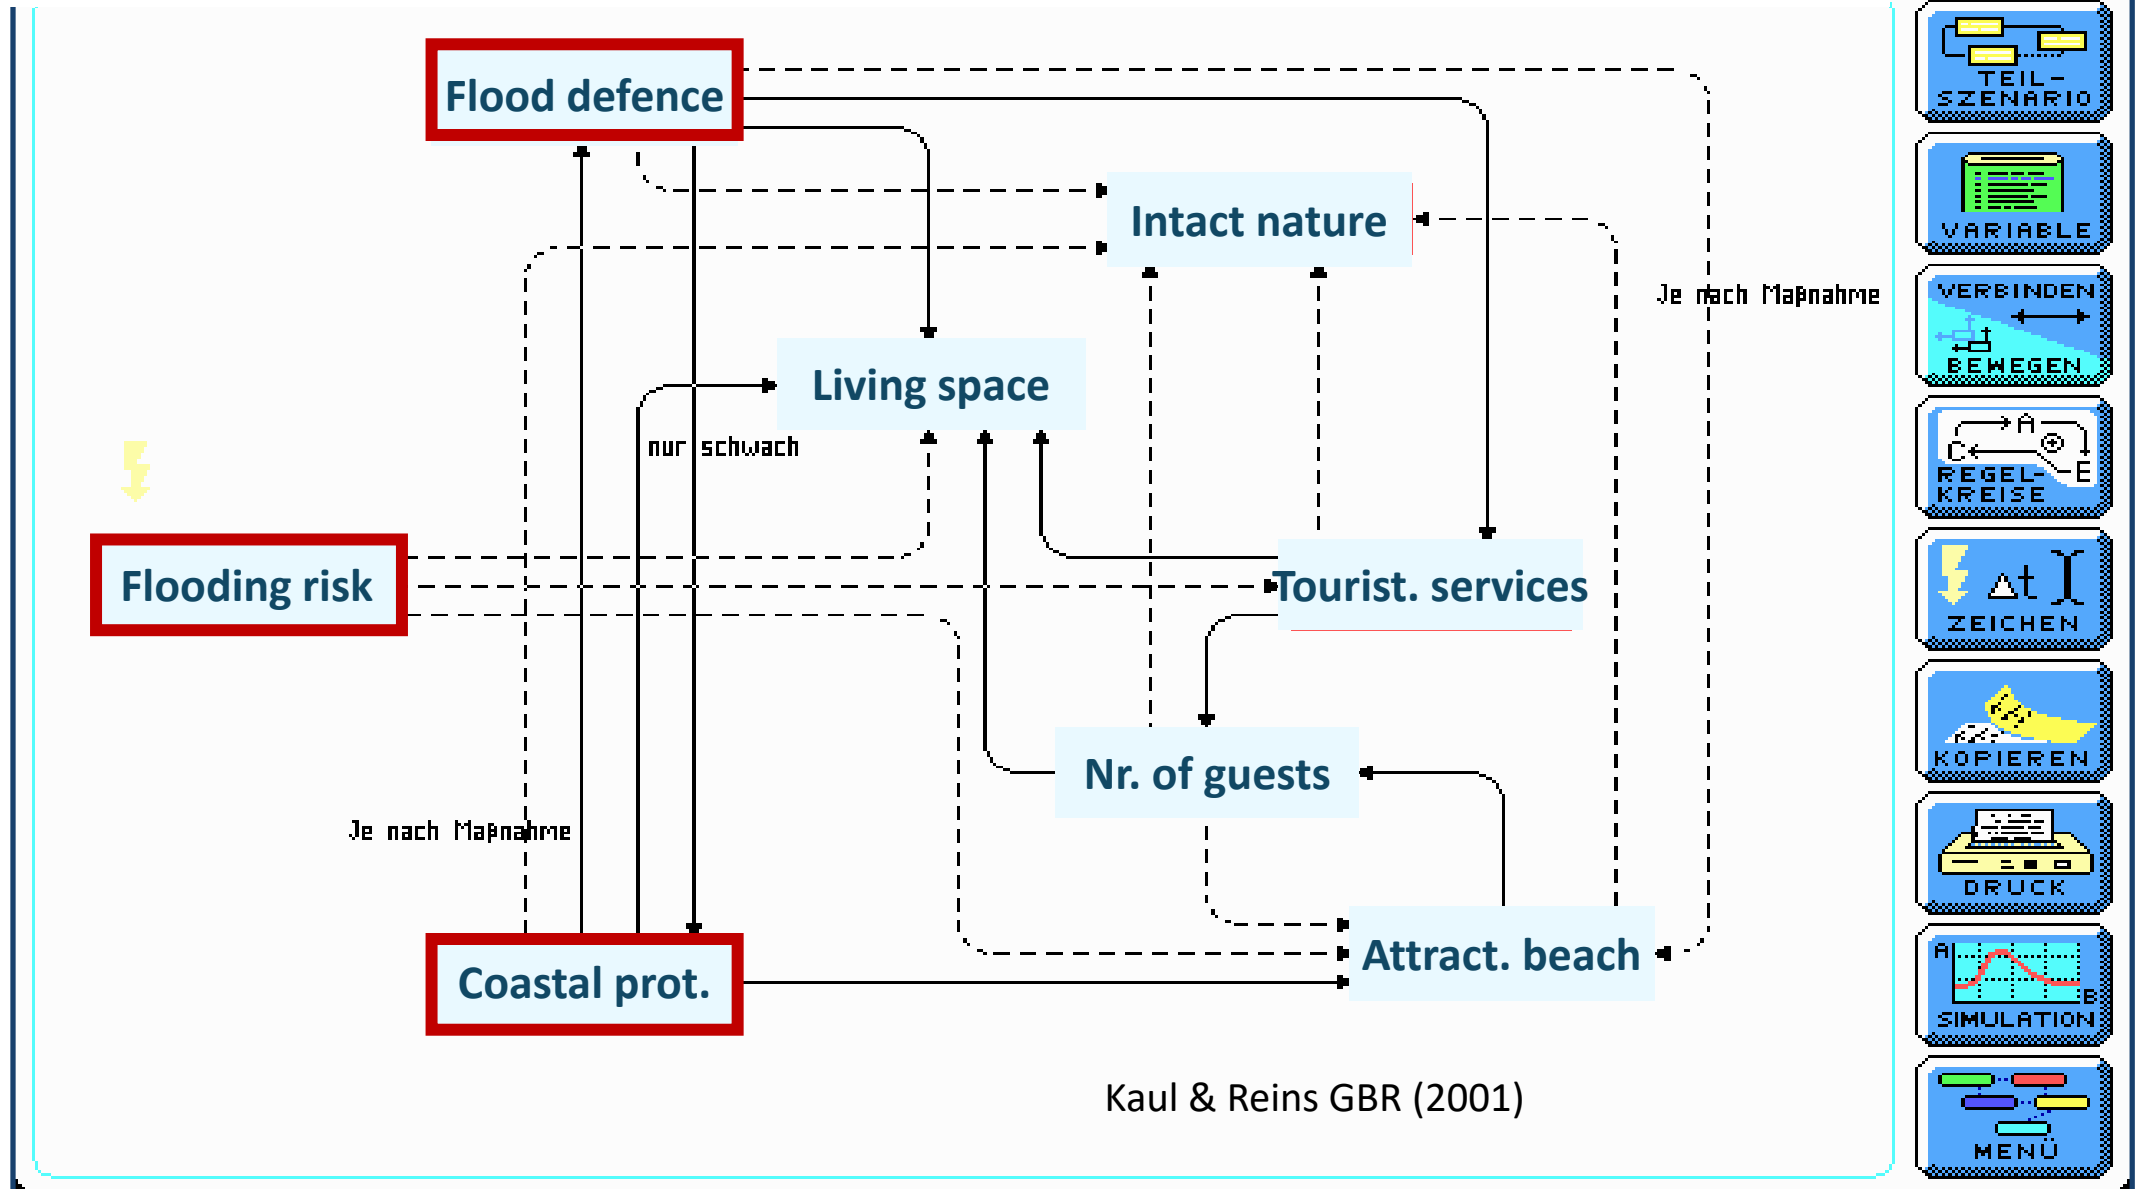 Flood defence
Intact nature
Je nach Maßnahme
Living space
nur schwach
Flooding risk
Tourist. services
Nr. of guests
Je nach Maßnahme
Attract. beach
Coastal prot.
Kaul & Reins GBR (2001)
TEIL-
SZENARIO
VARIABLE
VERBINDEN
BEWEGEN
A
C
E
REGEL-
KREISE
Δt
ZEICHEN
KOPIEREN
DRUCK
A
B
SIMULATION
MENÜ